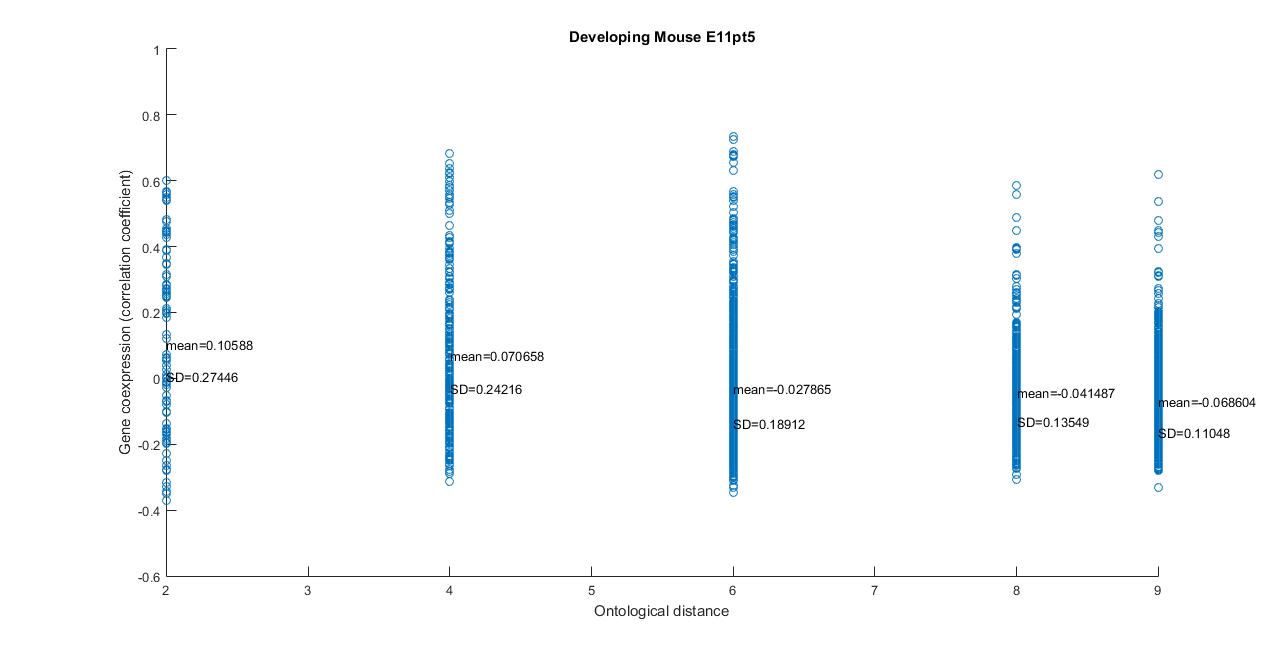 Developing Mouse E11pt5
Gene coexpression (correlation coefficient)
1
0.8
0.6
0.4
0.2
0
-0.2
-0.4
-0.6
mean=0.10588
SD=0.27446
mean=0.070658
SD=0.24216
mean=-0.027865
SD=0.18912
mean=-0.041487
SD=0.13549
mean=-0.068604
SD=0.11048
2 3 4 5 6 7 8 9
Ontological distance